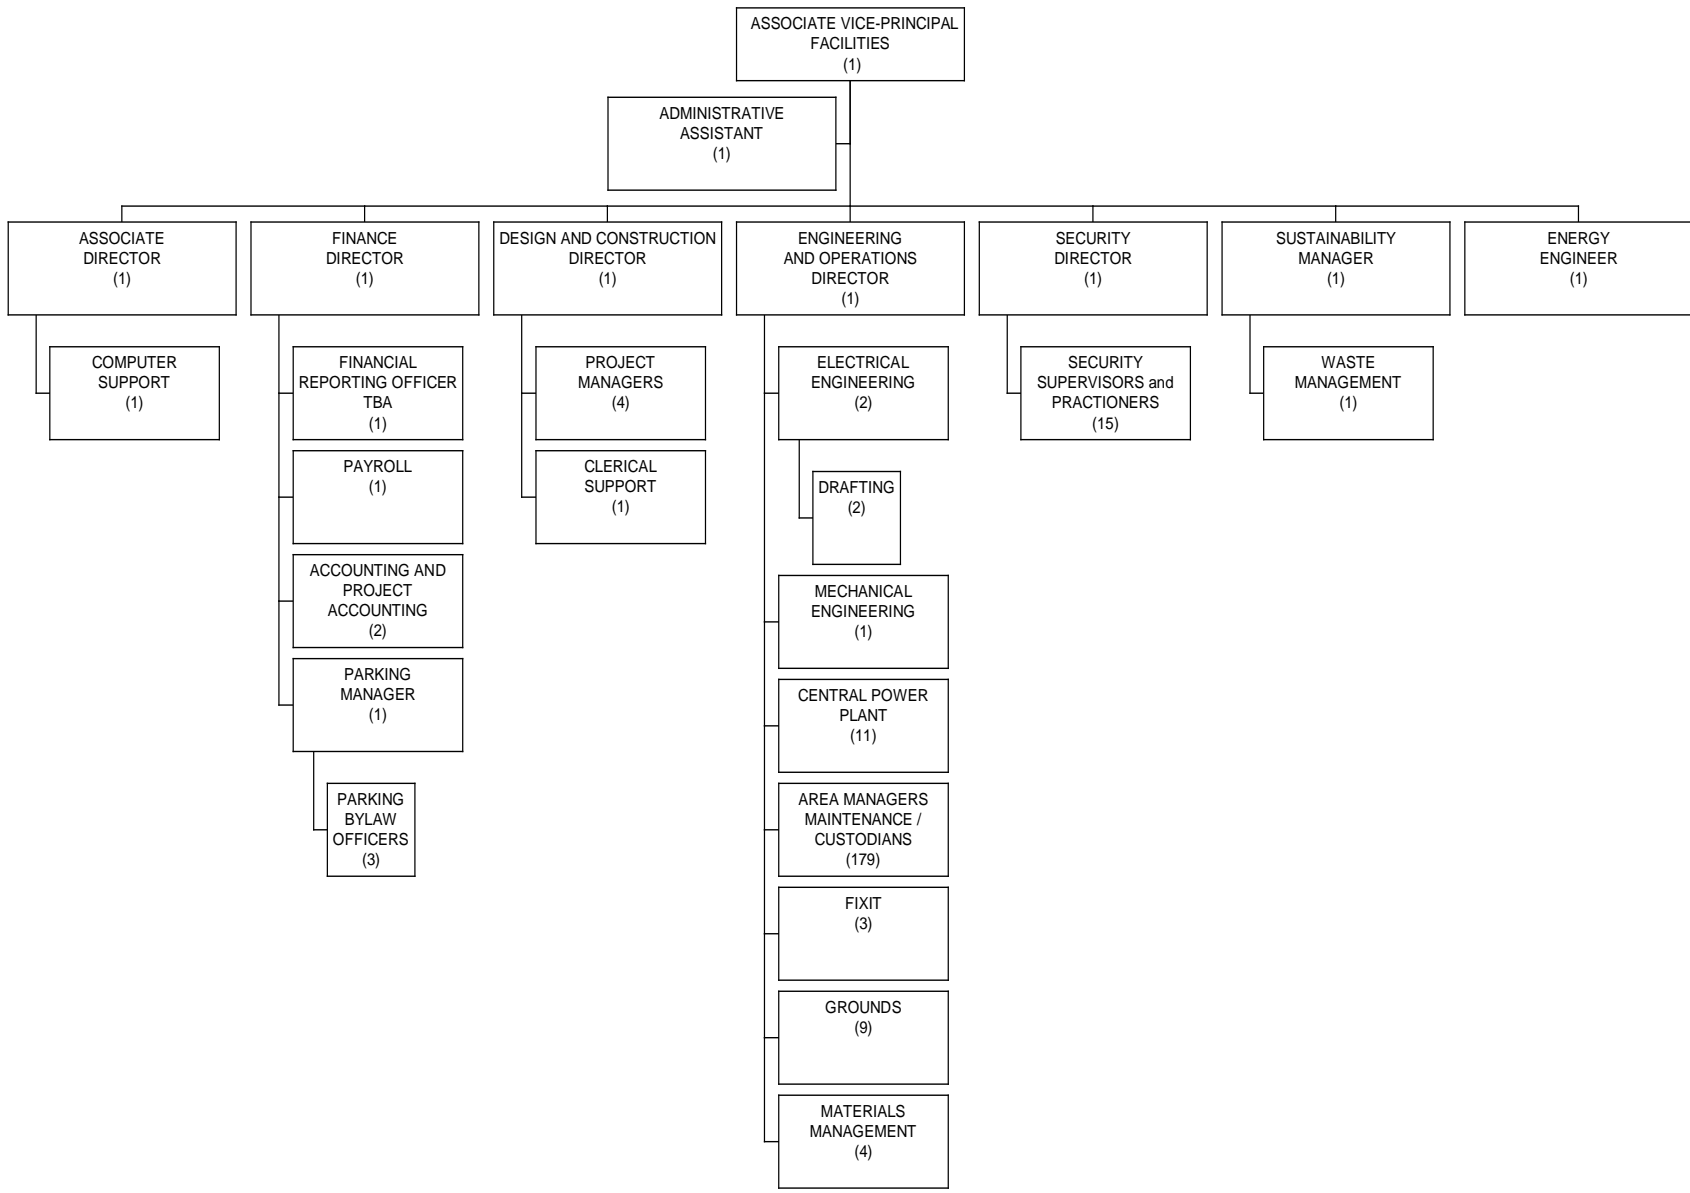 ASSOCIATE VICE-PRINCIPAL
FACILITIES
(1)
ADMINISTRATIVE
ASSISTANT
(1)
ASSOCIATE
DIRECTOR
(1)
FINANCE
DIRECTOR
(1)
DESIGN AND CONSTRUCTION
DIRECTOR
(1)
ENGINEERING
AND OPERATIONS
DIRECTOR
(1)
SECURITY
DIRECTOR
(1)
SUSTAINABILITY
MANAGER
(1)
ENERGY
ENGINEER
(1)
COMPUTER
SUPPORT
(1)
FINANCIAL
REPORTING OFFICER
TBA
(1)
PAYROLL
(1)
ACCOUNTING AND
PROJECT
ACCOUNTING
(2)
PARKING
MANAGER
(1)
PARKING
BYLAW
OFFICERS
(3)
PROJECT
MANAGERS
(4)
CLERICAL
SUPPORT
(1)
ELECTRICAL
ENGINEERING
(2)
DRAFTING
(2)
MECHANICAL
ENGINEERING
(1)
CENTRAL POWER
PLANT
(11)
AREA MANAGERS
MAINTENANCE /
CUSTODIANS
(179)
FIXIT
(3)
GROUNDS
(9)
MATERIALS
MANAGEMENT
(4)
SECURITY
SUPERVISORS and
PRACTIONERS
(15)
WASTE
MANAGEMENT
(1)